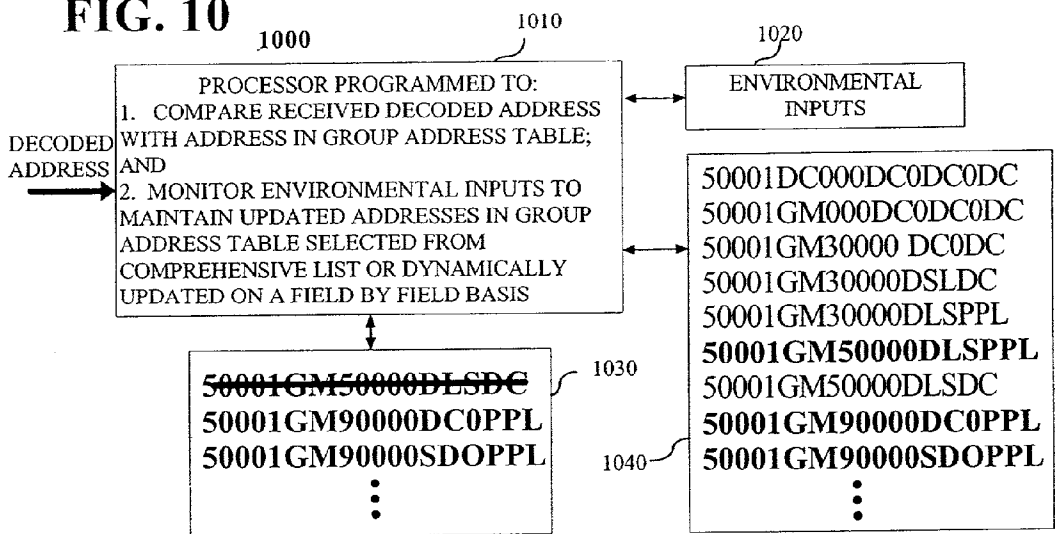 FIG. 10
1000
1010
1020
PROCESSOR PROGRAMMED TO:
1. COMPARE RECEIVED DECODED ADDRESS
WITH ADDRESS IN GROUP ADDRESS TABLE;
AND
2. MONITOR ENVIRONMENTAL INPUTS TO
MAINTAIN UPDATED ADDRESSES IN GROUP
ADDRESS TABLE SELECTED FROM
COMPREHENSIVE LIST OR DYNAMICALLY
UPDATED ON A FIELD BY FIELD BASIS
DECODED
ADDRESS
ENVIRONMENTAL
INPUTS
50001DC000DC0DC0DC
50001GM000DC0DC0DC
50001GM30000 DC0DC
50001GM30000DSLDC
50001GM30000DLSPPL
50001GM50000DLSPPL
50001GM50000DLSDC
50001GM90000DC0PPL
50001GM90000SDOPPL
1040
50001GM50000DLSDC
50001GM90000DC0PPL
50001GM90000SDOPPL
1030